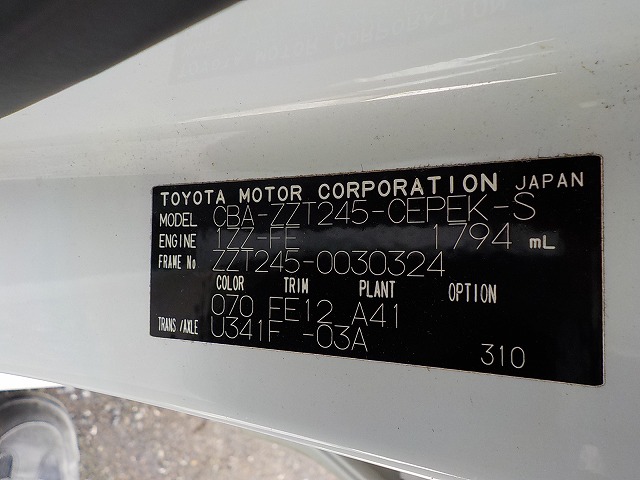 TOYOTA MOTOR CORPORATION JAPAN
MODEL CBA-ZZT245-CEPEK-S
ENGINE 1ZZ-FE 1794 mL
FRAME No ZZT245-0030324
COLOR TRIM PLANT OPTION
070 FE12 A41
TRANS/AXLE U341F -03A
310